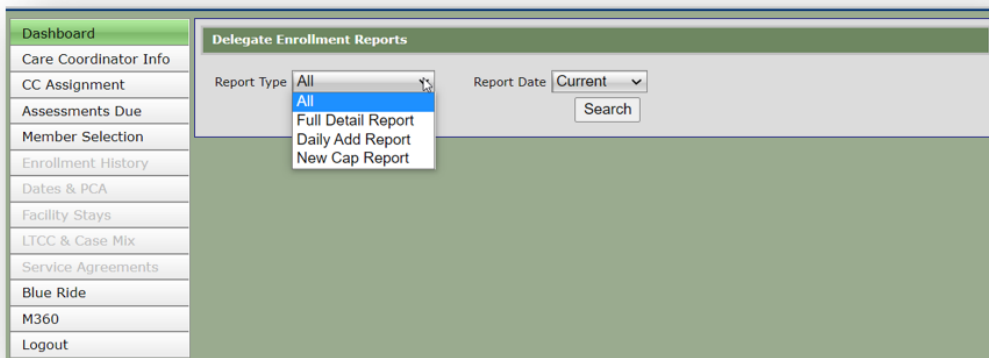 Dashboard
Care Coordinator Info
CC Assignment
Assessments Due
Member Selection
Enrollment History
Dates & PCA
Facility Stays
LTCC & Case Mix
Service Agreements
Blue Ride
M360
Logout
Delegate Enrollment Reports
Report Type All Report Date Current
All
Full Detail Report
Daily Add Report
New Cap Report
Search